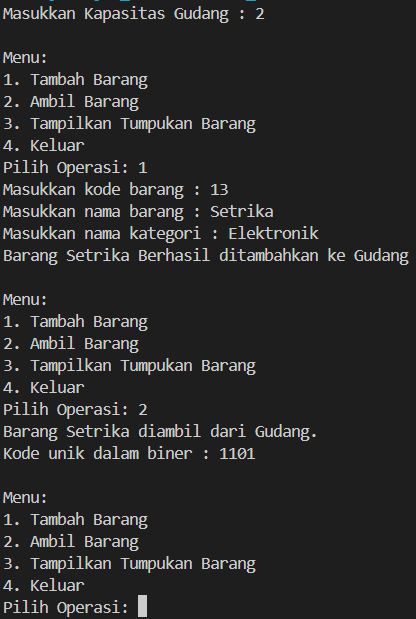 Masukkan Kapasitas Gudang : 2
Menu:
1. Tambah Barang
2. Ambil Barang
3. Tampilkan Tumpukan Barang
4. Keluar
Pilih Operasi: 1
Masukkan kode barang : 13
Masukkan nama barang : Setrika
Masukkan nama kategori : Elektronik
Barang Setrika Berhasil ditambahkan ke Gudang
Menu:
1. Tambah Barang
2. Ambil Barang
3. Tampilkan Tumpukan Barang
4. Keluar
Pilih Operasi: 2
Barang Setrika diambil dari Gudang.
Kode unik dalam biner : 1101
Menu:
1. Tambah Barang
2. Ambil Barang
3. Tampilkan Tumpukan Barang
4. Keluar
Pilih Operasi: